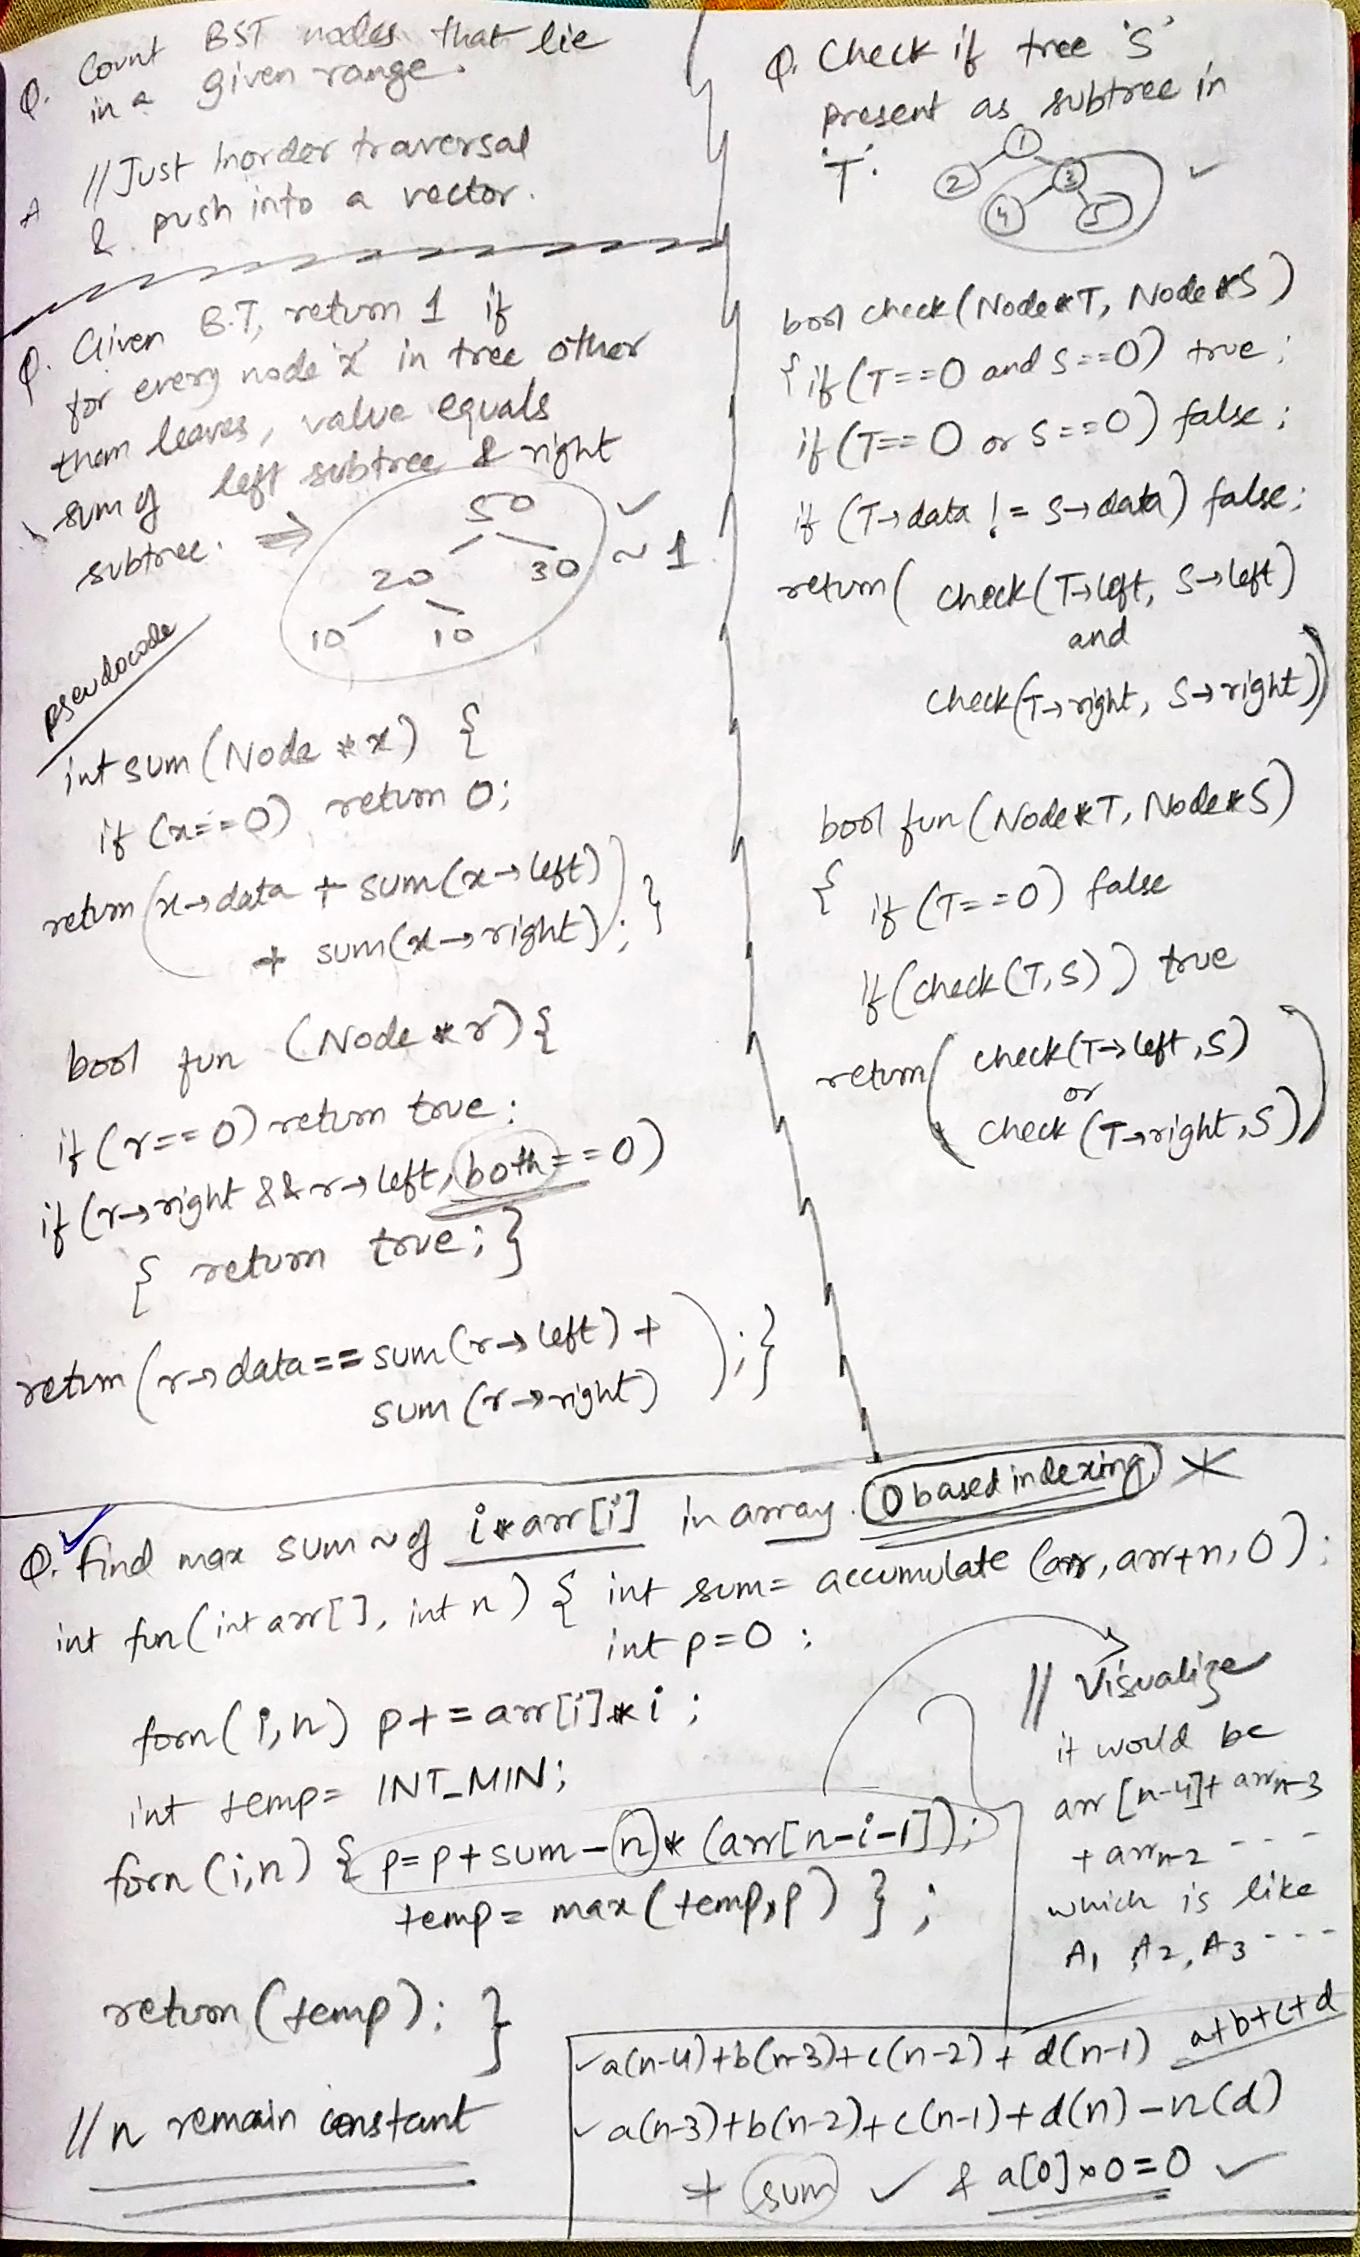 Q. Count BST nodes that lie
in a given range.
A //Just Inorder traversal
& push into a vector.
Q. Given B.T, return 1 if
for every node 'x' in tree other
than leaves, value equals
sum of left subtree & right
subtree. ⇒
50
20 30 ~ 1
10 10
pseudocode
int sum (Node *x) {
if (x==0) return 0;
return (x→data + sum(x→left)
+ sum(x→right)); }
bool fun (Node *r) {
if (r==0) return true;
if (r→right && r→left, both == 0)
{ return true; }
return (r→data == sum(r→left) +
sum(r→right) ); }
Q. Check if tree 'S'
present as subtree in
'T'.
1
2 3
4 5
bool check (Node *T, Node *S)
{ if (T==0 and S==0) true;
if (T==0 or S==0) false;
if (T→data != S→data) false;
return ( check (T→left, S→left)
and
check (T→right, S→right))
bool fun (Node *T, Node *S)
{ if (T==0) false
if (check (T,S)) true
return ( check(T→left,S)
or
check (T→right,S))
Q. Find max sum ~ of i*arr[i] in array. 0 based indexing *
int fun (int arr[], int n) { int sum = accumulate (arr, arr+n, 0);
int p=0;
forn(i,n) p+=arr[i]*i;
int temp= INT_MIN;
forn(i,n) { p=p+sum-n*(arr[n-i-1]);
temp = max (temp,p) } ;
return (temp); }
// n remain constant
// Visualize
it would be
arr[n-4]+ arrn-3
+ arrn-2 ----
which is like
A1 A2, A3 ---
a(n-4)+b(n-3)+c(n-2)+d(n-1) a+b+c+d
a(n-3)+b(n-2)+c(n-1)+d(n)-n(d)
+ sum ✓ & a[0]×0=0 ✓